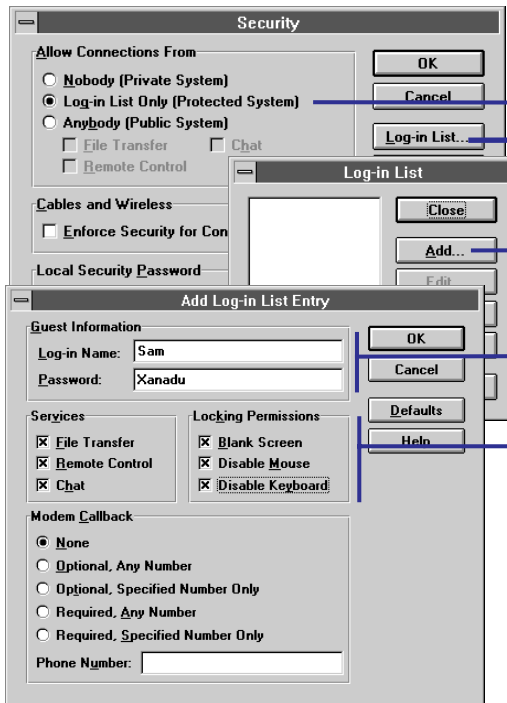 Security
Allow Connections From
Nobody (Private System)
Log-in List Only (Protected System)
Anybody (Public System)
File Transfer
Chat
Remote Control
OK
Cancel
Log-in List...
Cables and Wireless
Enforce Security for Con
Local Security Password
Log-in List
Close
Add...
Edit
Add Log-in List Entry
Guest Information
Log-in Name: Sam
Password: Xanadu
OK
Cancel
Defaults
Help
Services
File Transfer
Remote Control
Chat
Locking Permissions
Blank Screen
Disable Mouse
Disable Keyboard
Modem Callback
None
Optional, Any Number
Optional, Specified Number Only
Required, Any Number
Required, Specified Number Only
Phone Number: